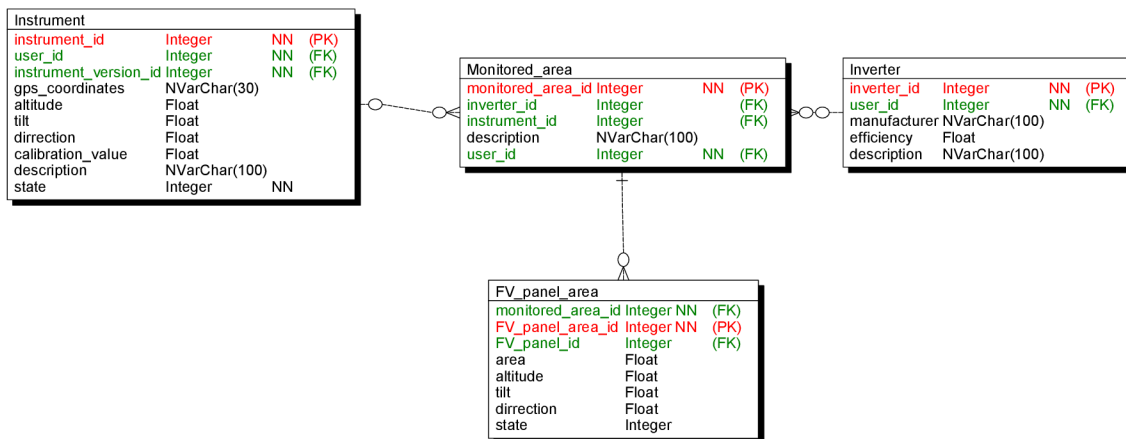 Instrument
instrument_id Integer NN (PK)
user_id Integer NN (FK)
instrument_version_id Integer NN (FK)
gps_coordinates NVarChar(30)
altitude Float
tilt Float
dirrection Float
calibration_value Float
description NVarChar(100)
state Integer NN
Monitored_area
monitored_area_id Integer NN (PK)
inverter_id Integer (FK)
instrument_id Integer (FK)
description NVarChar(100)
user_id Integer NN (FK)
Inverter
inverter_id Integer NN (PK)
user_id Integer NN (FK)
manufacturer NVarChar(100)
efficiency Float
description NVarChar(100)
FV_panel_area
monitored_area_id Integer NN (FK)
FV_panel_area_id Integer NN (PK)
FV_panel_id Integer (FK)
area Float
altitude Float
tilt Float
dirrection Float
state Integer